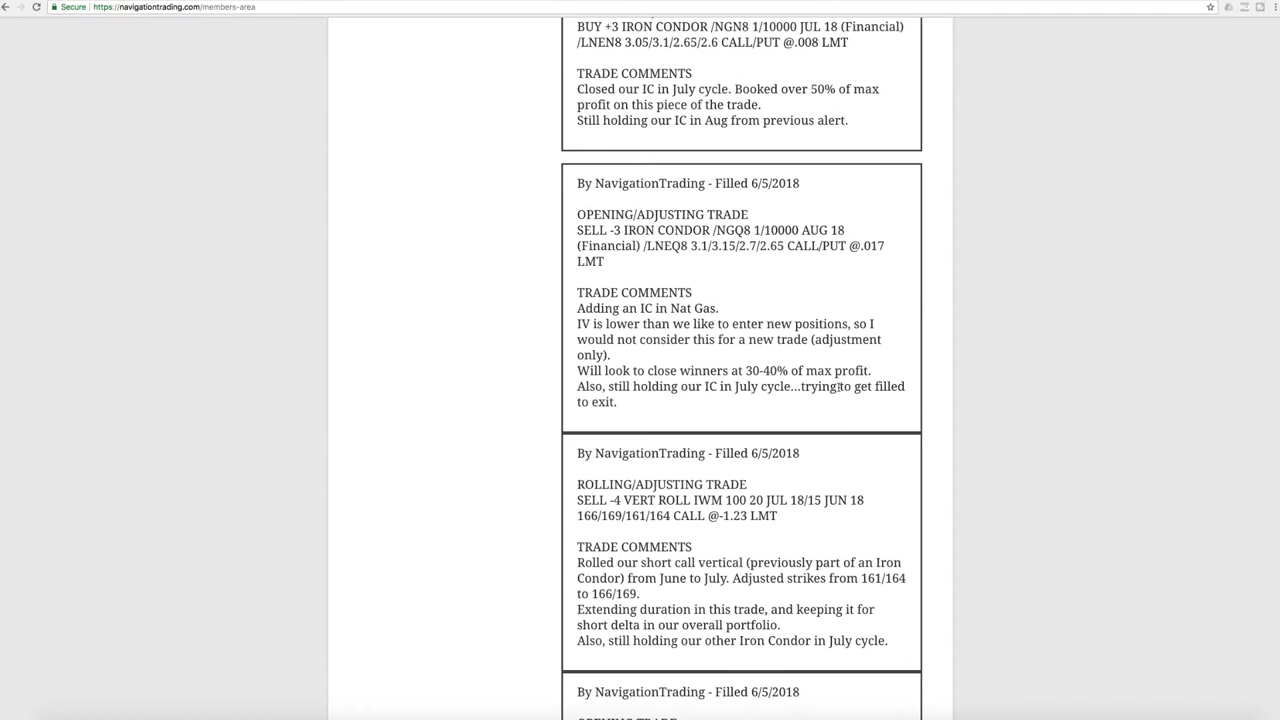 Secure https://navigationtrading.com/members-area
BUY +3 IRON CONDOR /NGN8 1/10000 JUL 18 (Financial)
/LNEN8 3.05/3.1/2.65/2.6 CALL/PUT @.008 LMT
TRADE COMMENTS
Closed our IC in July cycle. Booked over 50% of max
profit on this piece of the trade.
Still holding our IC in Aug from previous alert.
By NavigationTrading - Filled 6/5/2018
OPENING/ADJUSTING TRADE
SELL -3 IRON CONDOR /NGQ8 1/10000 AUG 18
(Financial) /LNEQ8 3.1/3.15/2.7/2.65 CALL/PUT @.017
LMT
TRADE COMMENTS
Adding an IC in Nat Gas.
IV is lower than we like to enter new positions, so I
would not consider this for a new trade (adjustment
only).
Will look to close winners at 30-40% of max profit.
Also, still holding our IC in July cycle...trying to get filled
to exit.
By NavigationTrading - Filled 6/5/2018
ROLLING/ADJUSTING TRADE
SELL -4 VERT ROLL IWM 100 20 JUL 18/15 JUN 18
166/169/161/164 CALL @-1.23 LMT
TRADE COMMENTS
Rolled our short call vertical (previously part of an Iron
Condor) from June to July. Adjusted strikes from 161/164
to 166/169.
Extending duration in this trade, and keeping it for
short delta in our overall portfolio.
Also, still holding our other Iron Condor in July cycle.
By NavigationTrading - Filled 6/5/2018